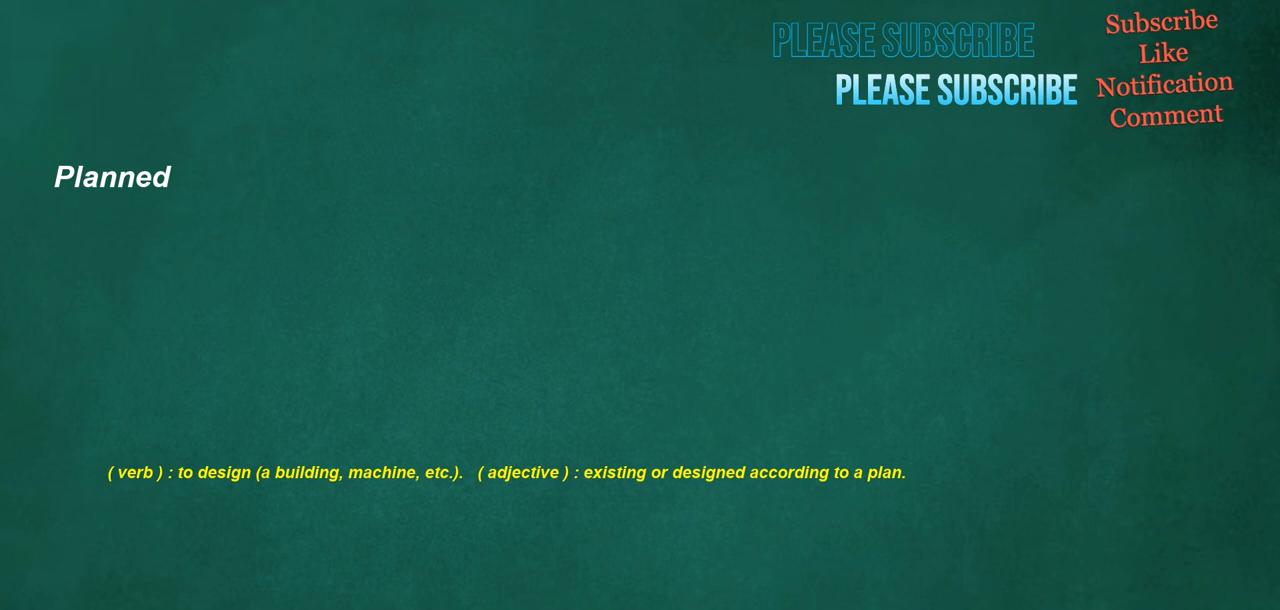 PLEASE SUBSCRIBE
PLEASE SUBSCRIBE
Subscribe
Like
Notification
Comment
Planned
( verb ) : to design (a building, machine, etc.). ( adjective ) : existing or designed according to a plan.